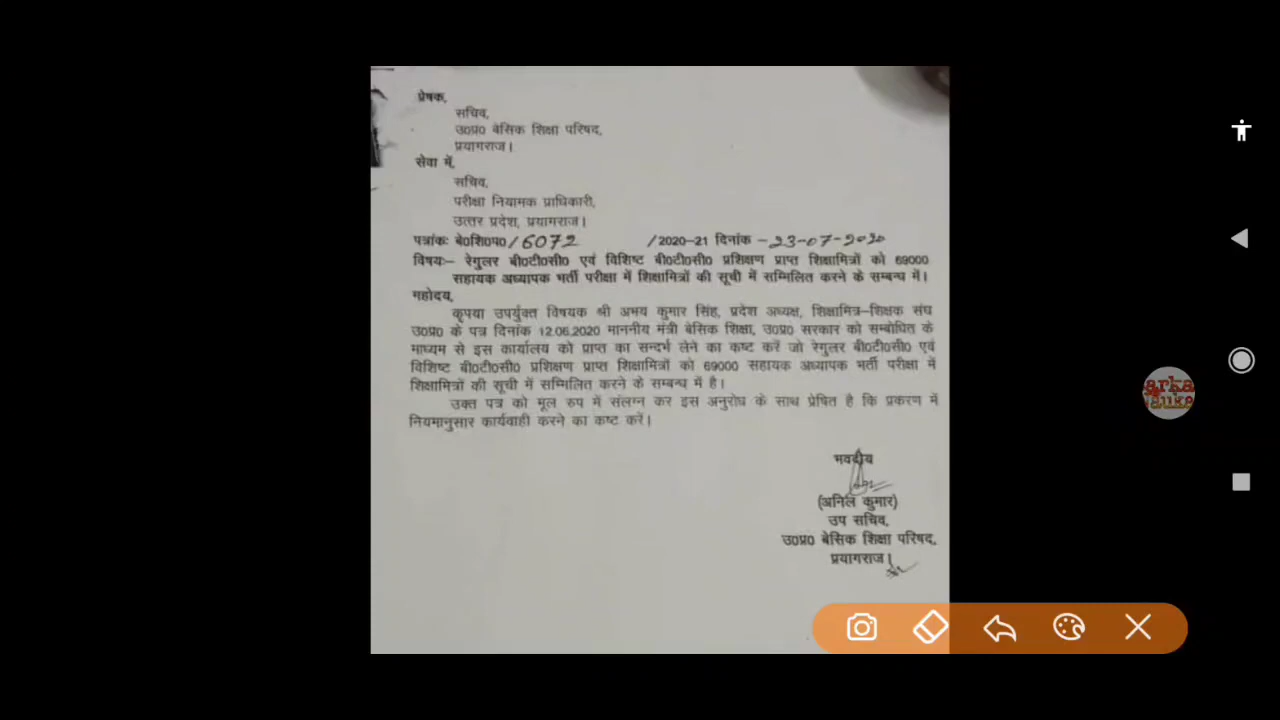 प्रेषक,
सचिव,
उ0प्र0 बेसिक शिक्षा परिषद,
प्रयागराज।
सेवा में,
सचिव,
परीक्षा नियामक प्राधिकारी,
उत्तर प्रदेश, प्रयागराज।
पत्रांकः बे0शि0प0/6072 /2020-21 दिनांक -23-07-2020
विषयः- रेगुलर बी0टी0सी0 एवं विशिष्ट बी0टी0सी0 प्रशिक्षण प्राप्त शिक्षामित्रों को 69000
सहायक अध्यापक भर्ती परीक्षा में शिक्षामित्रों की सूची में सम्मिलित करने के सम्बन्ध में।
महोदय,
कृपया उपर्युक्त विषयक श्री अभय कुमार सिंह, प्रदेश अध्यक्ष, शिक्षामित्र-शिक्षक संघ
उ0प्र0 के पत्र दिनांक 12.06.2020 माननीय मंत्री बेसिक शिक्षा, उ0प्र0 सरकार को सम्बोधित के
माध्यम से इस कार्यालय को प्राप्त का सन्दर्भ लेने का कष्ट करें जो रेगुलर बी0टी0सी0 एवं
विशिष्ट बी0टी0सी0 प्रशिक्षण प्राप्त शिक्षामित्रों को 69000 सहायक अध्यापक भर्ती परीक्षा में
शिक्षामित्रों की सूची में सम्मिलित करने के सम्बन्ध में है।
उक्त पत्र को मूल रुप में संलग्न कर इस अनुरोध के साथ प्रेषित है कि प्रकरण में
नियमानुसार कार्यवाही करने का कष्ट करें।
भवदीय
(अनिल कुमार)
उप सचिव,
उ0प्र0 बेसिक शिक्षा परिषद,
प्रयागराज।